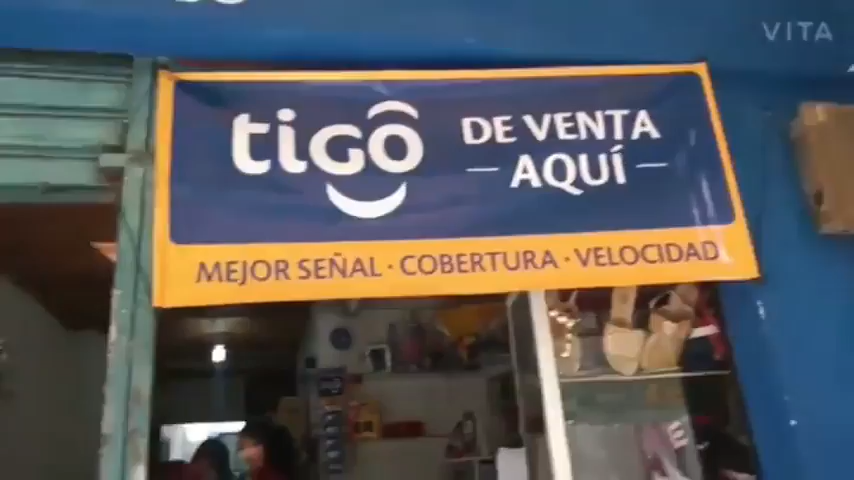 VITA
tigo
DE VENTA
AQUÍ
MEJOR SEÑAL · COBERTURA · VELOCIDAD